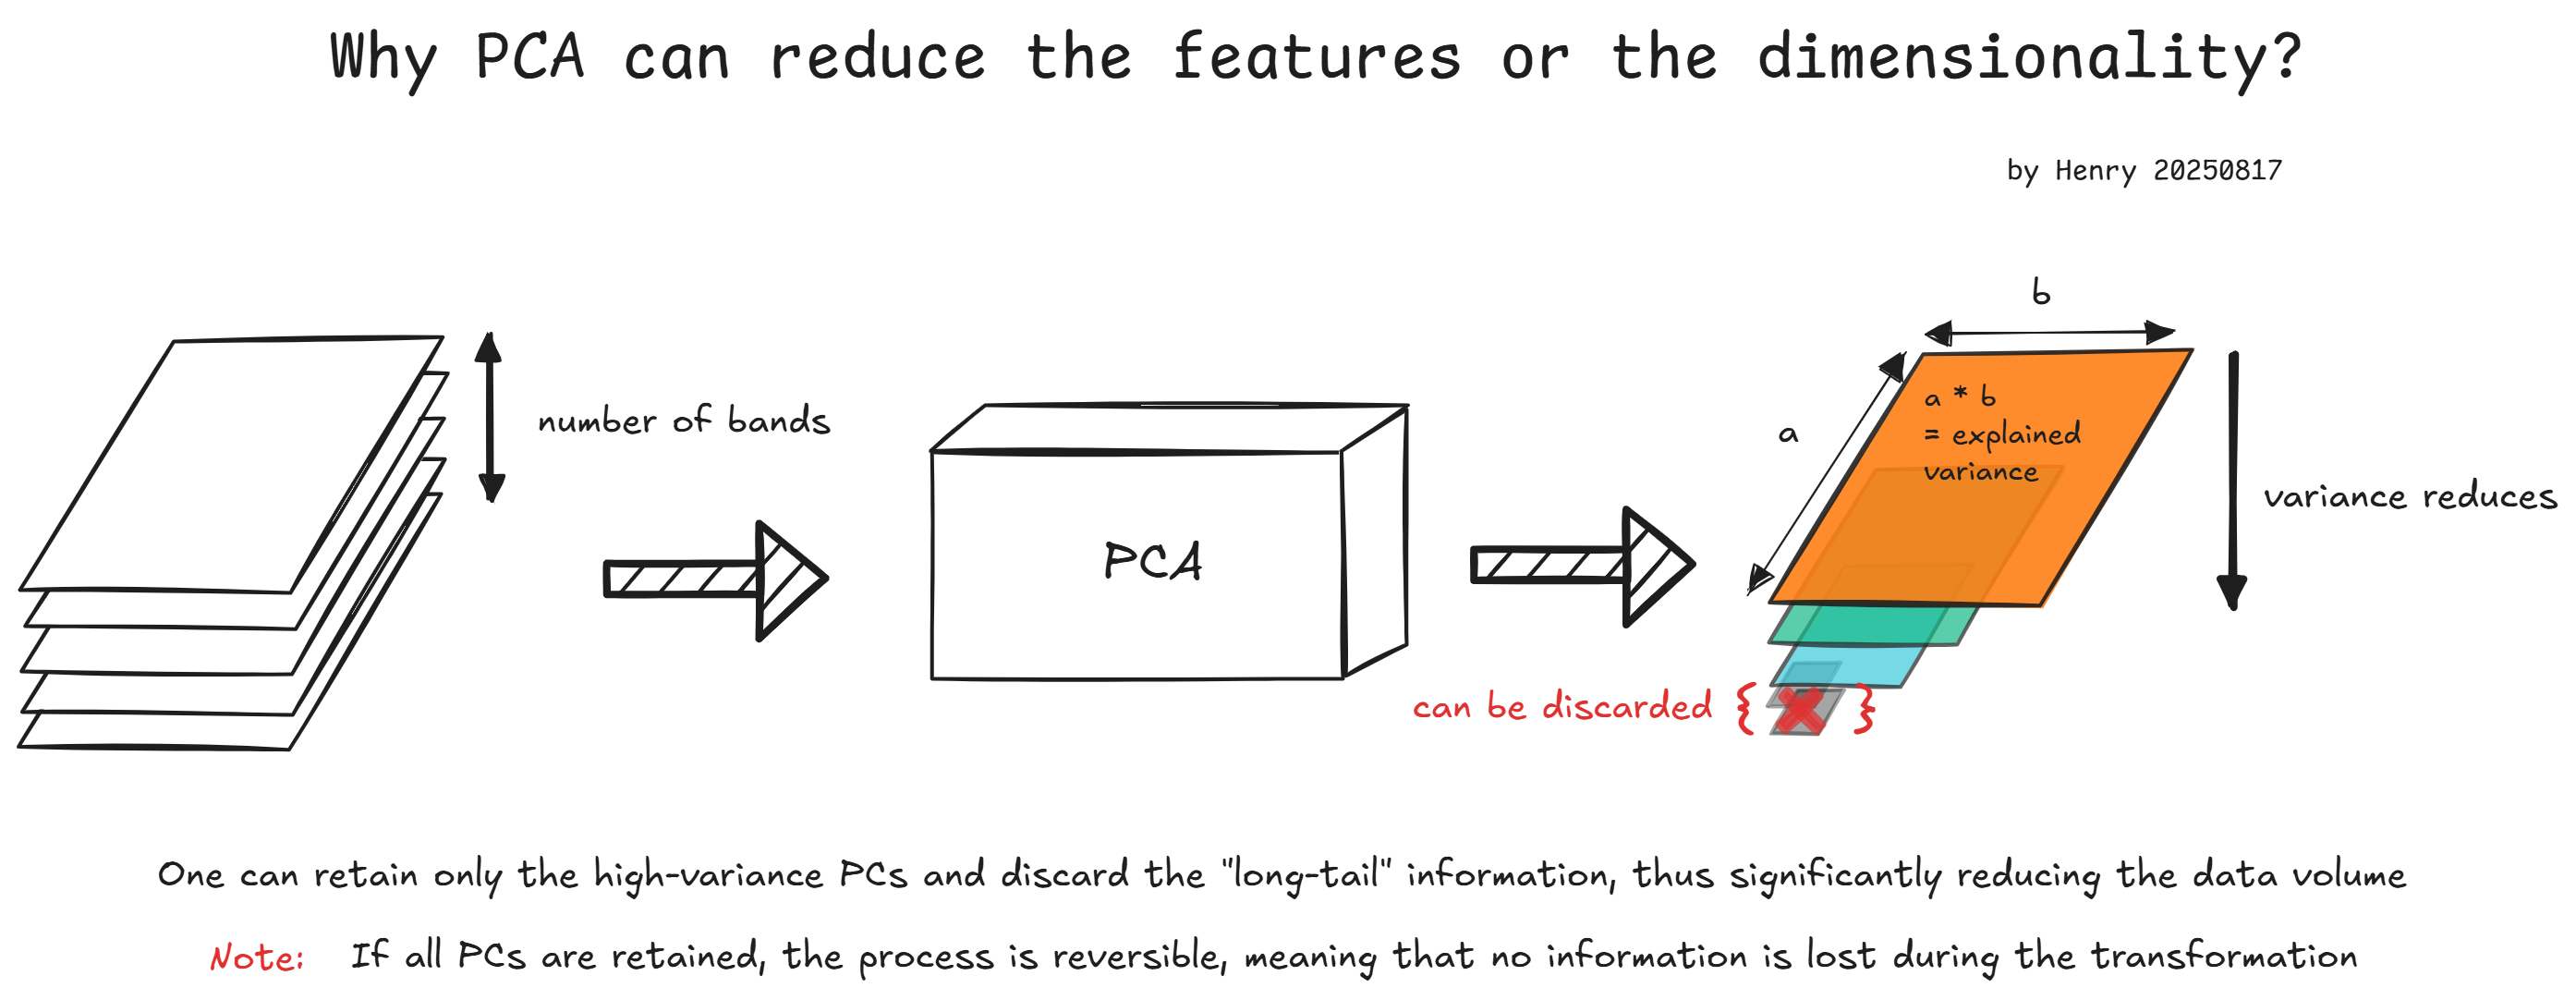 Why PCA can reduce the features or the dimensionality?
by Henry 20250817
number of bands
PCA
b
a
a * b
= explained
variance
variance reduces
can be discarded { }
One can retain only the high-variance PCs and discard the "long-tail" information, thus significantly reducing the data volume
Note: If all PCs are retained, the process is reversible, meaning that no information is lost during the transformation